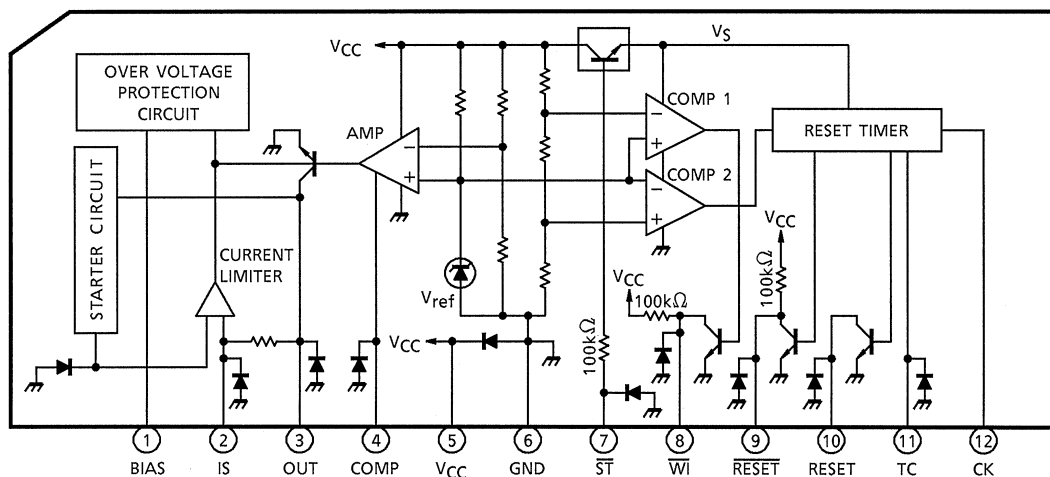 OVER VOLTAGE
PROTECTION
CIRCUIT
VCC
VS
COMP 1
AMP
RESET TIMER
COMP 2
STARTER CIRCUIT
CURRENT
LIMITER
Vref
VCC
100kΩ
VCC
100kΩ
VCC
100kΩ
− + − + − +
1 2 3 4 5 6 7 8 9 10 11 12
BIAS IS OUT COMP VCC GND ST WI RESET RESET TC CK